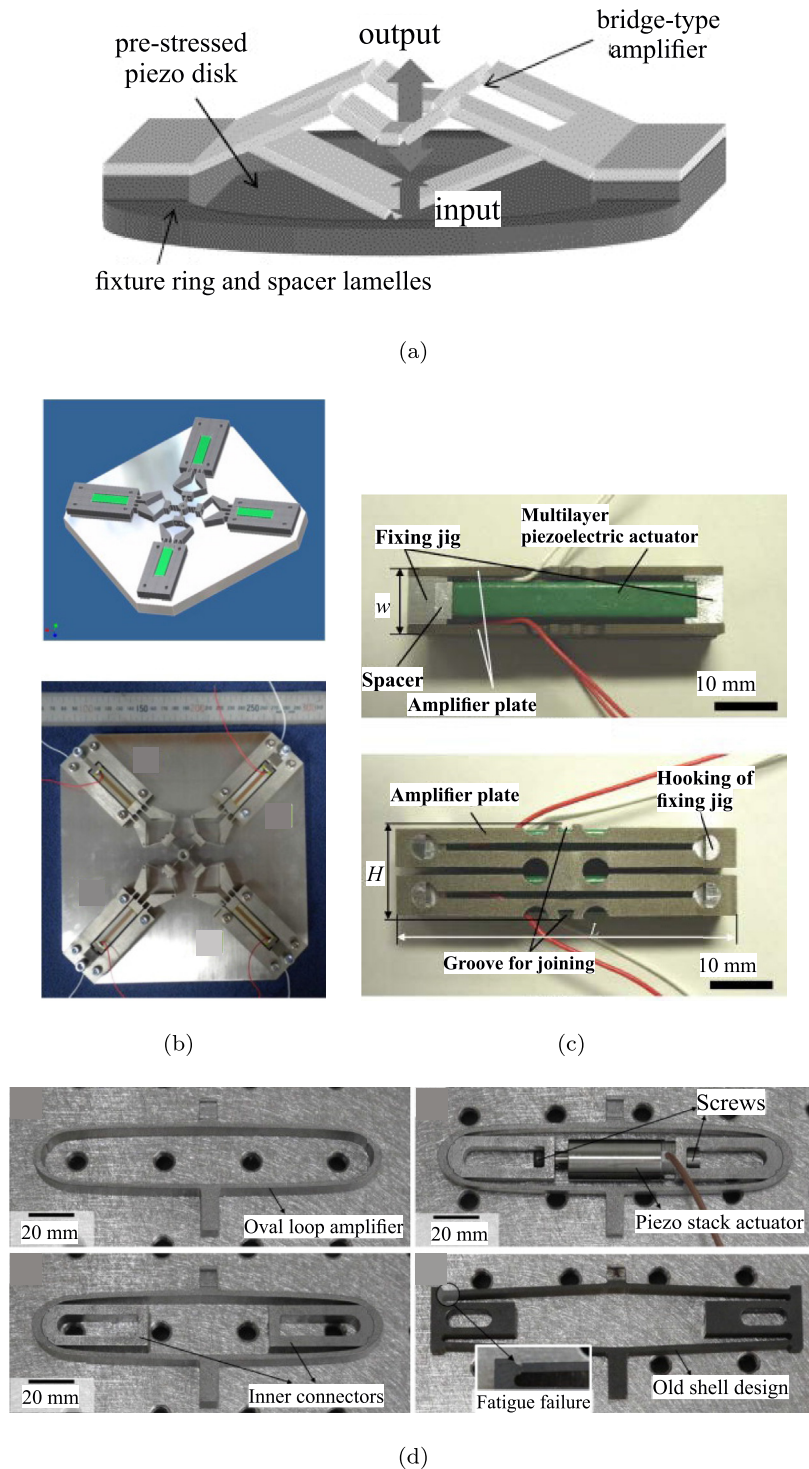 output
bridge-type
amplifier
pre-stressed
piezo disk
input
fixture ring and spacer lamelles
(a)
Multilayer
piezoelectric actuator
Fixing jig
w
Spacer
Amplifier plate
10 mm
Amplifier plate
Hooking of
fixing jig
H
L
Groove for joining
10 mm
(b)
(c)
Oval loop amplifier
20 mm
Screws
Piezo stack actuator
20 mm
Inner connectors
20 mm
Fatigue failure
Old shell design
(d)